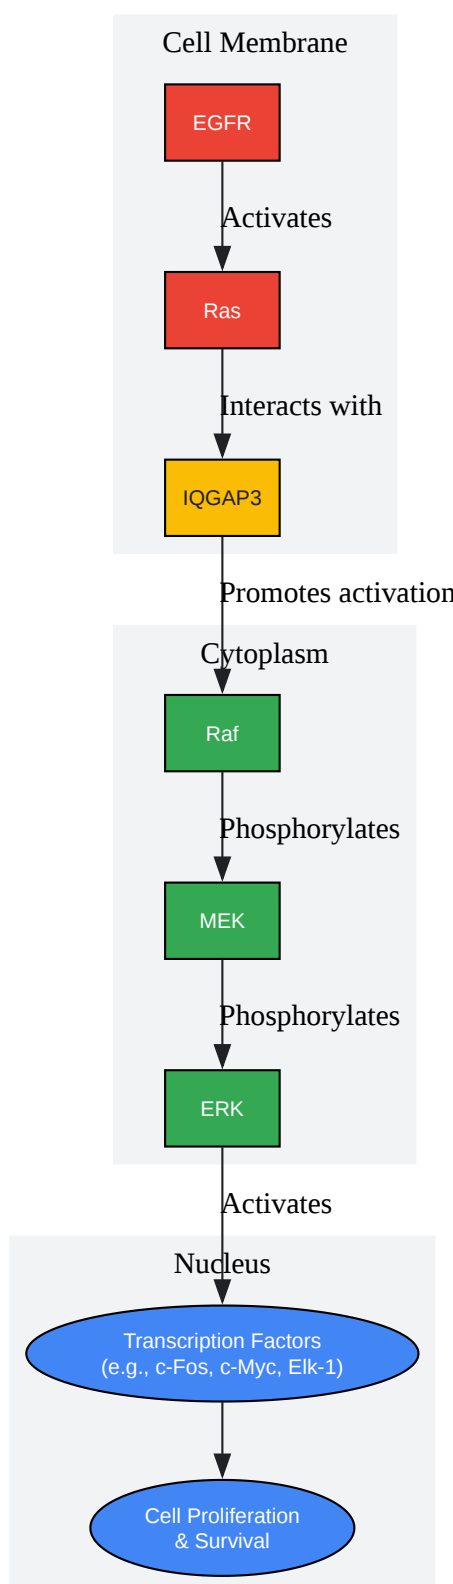 Cell Membrane
EGFR
Activates
Ras
Interacts with
IQGAP3
Promotes activation
Cytoplasm
Raf
Phosphorylates
MEK
Phosphorylates
ERK
Activates
Nucleus
Transcription Factors
(e.g., c-Fos, c-Myc, Elk-1)
Cell Proliferation
& Survival